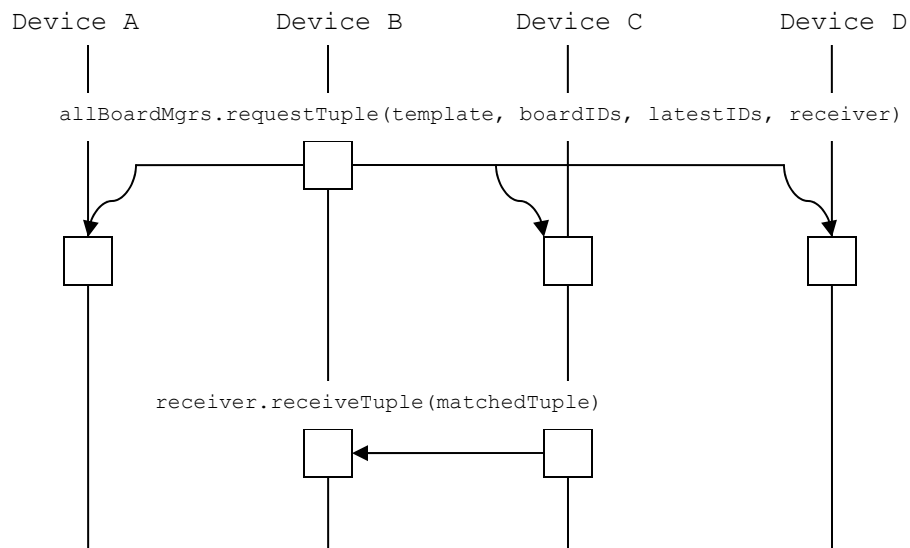 Device A Device B Device C Device D
allBoardMgrs.requestTuple(template, boardIDs, latestIDs, receiver)
receiver.receiveTuple(matchedTuple)